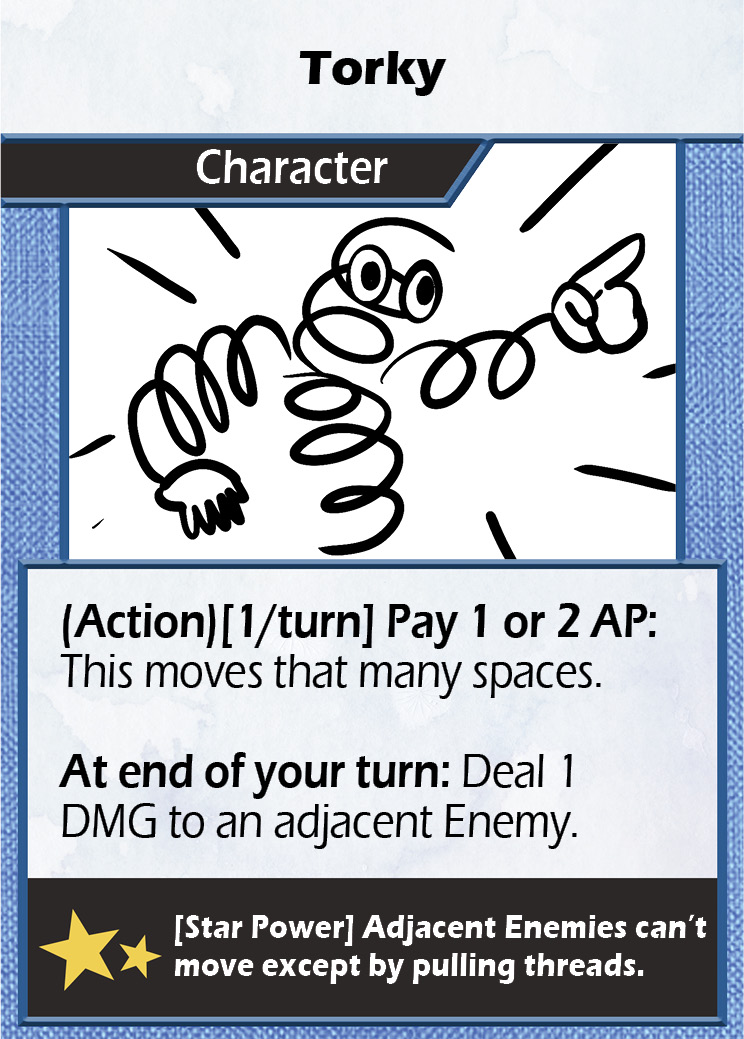 Torky
Character
(Action)[1/turn] Pay 1 or 2 AP:
This moves that many spaces.
At end of your turn: Deal 1
DMG to an adjacent Enemy.
[Star Power] Adjacent Enemies can't
move except by pulling threads.